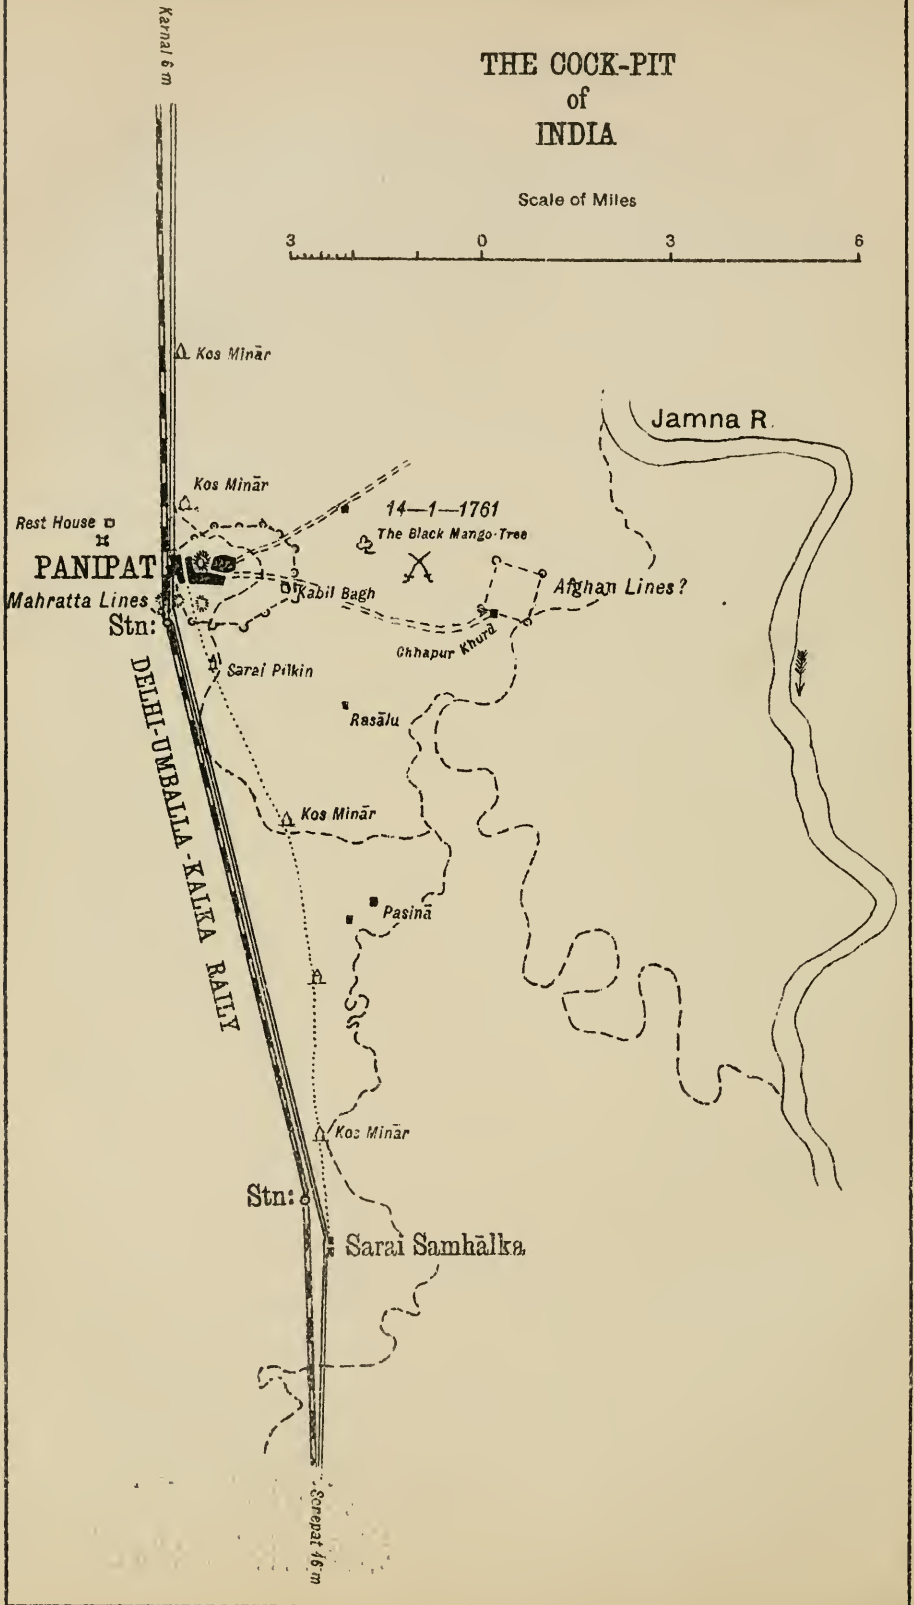 Karnal 6 m
THE COCK-PIT
of
INDIA
Scale of Miles
3 0 3 6
Kos Minār
Jamna R.
Kos Minār
14—1—1761
Rest House
The Black Mango-Tree
PANIPAT
Afghan Lines?
Kabil Bagh
Mahratta Lines
Stn:
Chhapur Khurd
Sarai Pilkin
DELHI-UMBALLA-KALKA RAILY
Rasālu
Kos Minār
Pasinā
Kos Minār
Stn:
Sarai Samhālka
Sorepat 16 m